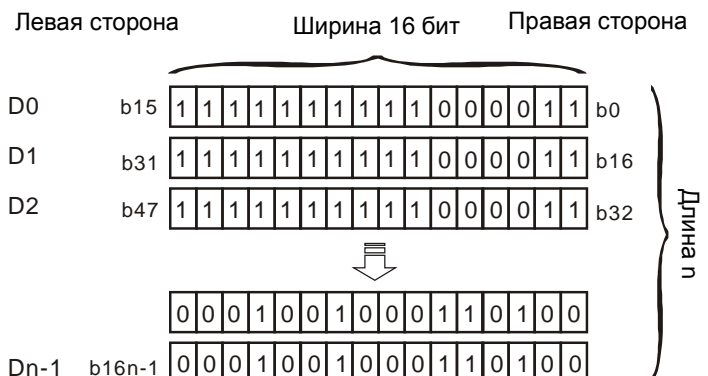 Левая сторона Ширина 16 бит Правая сторона
D0 b15 1 1 1 1 1 1 1 1 1 1 0 0 0 0 1 1 b0
D1 b31 1 1 1 1 1 1 1 1 1 1 0 0 0 0 1 1 b16
D2 b47 1 1 1 1 1 1 1 1 1 1 0 0 0 0 1 1 b32
Длина n
0 0 0 1 0 0 1 0 0 0 1 1 0 1 0 0
Dn-1 b16n-1 0 0 0 1 0 0 1 0 0 0 1 1 0 1 0 0